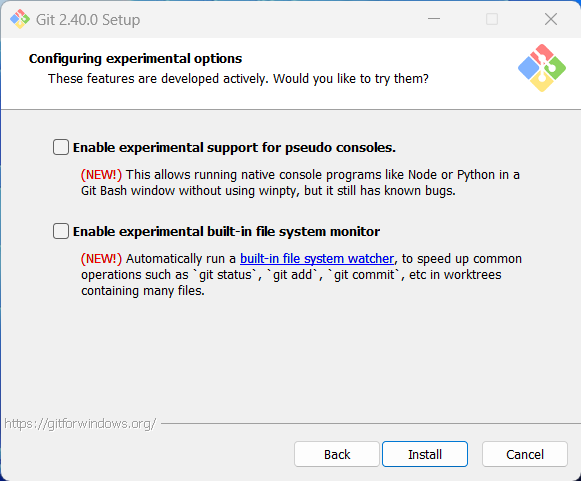 Git 2.40.0 Setup
Configuring experimental options
These features are developed actively. Would you like to try them?
Enable experimental support for pseudo consoles.
(NEW!) This allows running native console programs like Node or Python in a
Git Bash window without using winpty, but it still has known bugs.
Enable experimental built-in file system monitor
(NEW!) Automatically run a built-in file system watcher, to speed up common
operations such as `git status`, `git add`, `git commit`, etc in worktrees
containing many files.
https://gitforwindows.org/
Back
Install
Cancel